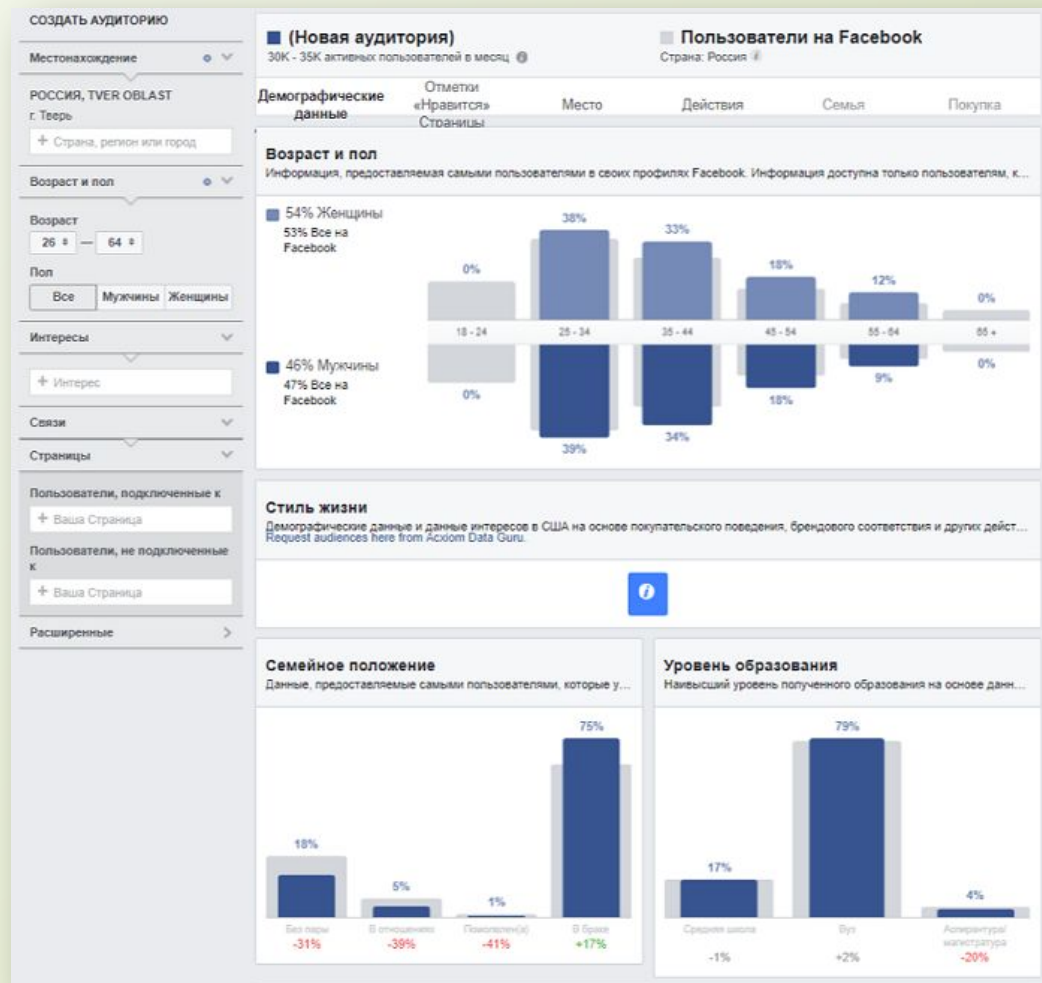 СОЗДАТЬ АУДИТОРИЮ
Местонахождение
РОССИЯ, TVER OBLAST
г. Тверь
+ Страна, регион или город
Возраст и пол
Возраст
26 — 64
Пол
Все Мужчины Женщины
Интересы
+ Интерес
Связи
Страницы
Пользователи, подключенные к
+ Ваша Страница
Пользователи, не подключенные
к
+ Ваша Страница
Расширенные
(Новая аудитория)
30K - 35K активных пользователей в месяц
Пользователи на Facebook
Страна: Россия
Демографические
данные
Отметки
«Нравится»
Страницы
Место
Действия
Семья
Покупка
Возраст и пол
Информация, предоставляемая самыми пользователями в своих профилях Facebook. Информация доступна только пользователям, к...
54% Женщины
53% Все на
Facebook
0% 38% 33% 18% 12% 0%
18 - 24 25 - 34 35 - 44 45 - 54 55 - 64 65 +
46% Мужчины
47% Все на
Facebook
0% 39% 34% 18% 9% 0%
Стиль жизни
Демографические данные и данные интересов в США на основе покупательского поведения, брендового соответствия и других дейст...
Request audiences here from Acxiom Data Guru.
Семейное положение
Данные, предоставляемые самыми пользователями, которые у...
18% 5% 1% 75%
Без пары В отношениях Помолвлен(а) В браке
-31% -39% -41% +17%
Уровень образования
Наивысший уровень полученного образования на основе данн...
17% 79% 4%
Средняя школа Вуз Аспирантура/
магистратура
-1% +2% -20%